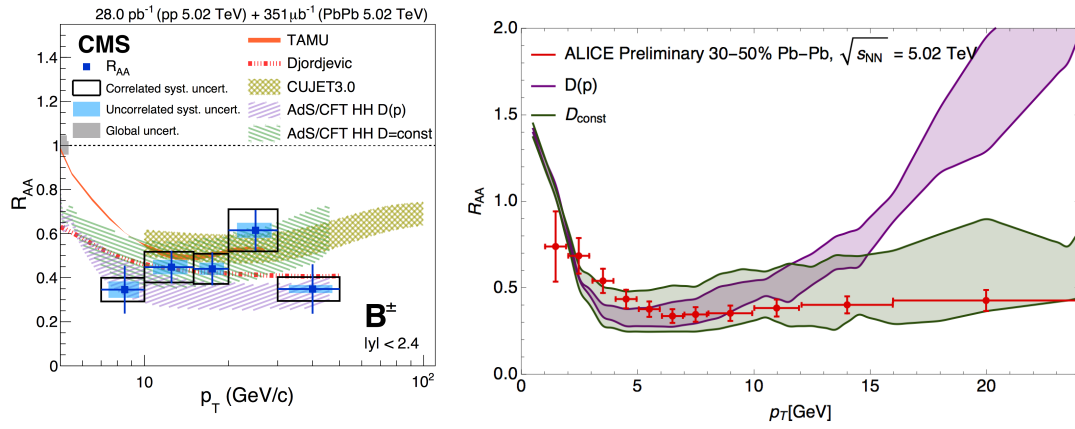 28.0 pb⁻¹ (pp 5.02 TeV) + 351μb⁻¹ (PbPb 5.02 TeV)
CMS
R_AA
Correlated syst. uncert.
Uncorrelated syst. uncert.
Global uncert.
TAMU
Djordjevic
CUJET3.0
AdS/CFT HH D(p)
AdS/CFT HH D=const
R_AA
1.4
1.2
1
0.8
0.6
0.4
0.2
0
B±
|y| < 2.4
10
10²
p_T (GeV/c)
ALICE Preliminary 30–50% Pb–Pb, √s_NN = 5.02 TeV
D(p)
D_const
R_AA
2.0
1.5
1.0
0.5
0.0
0
5
10
15
20
p_T[GeV]